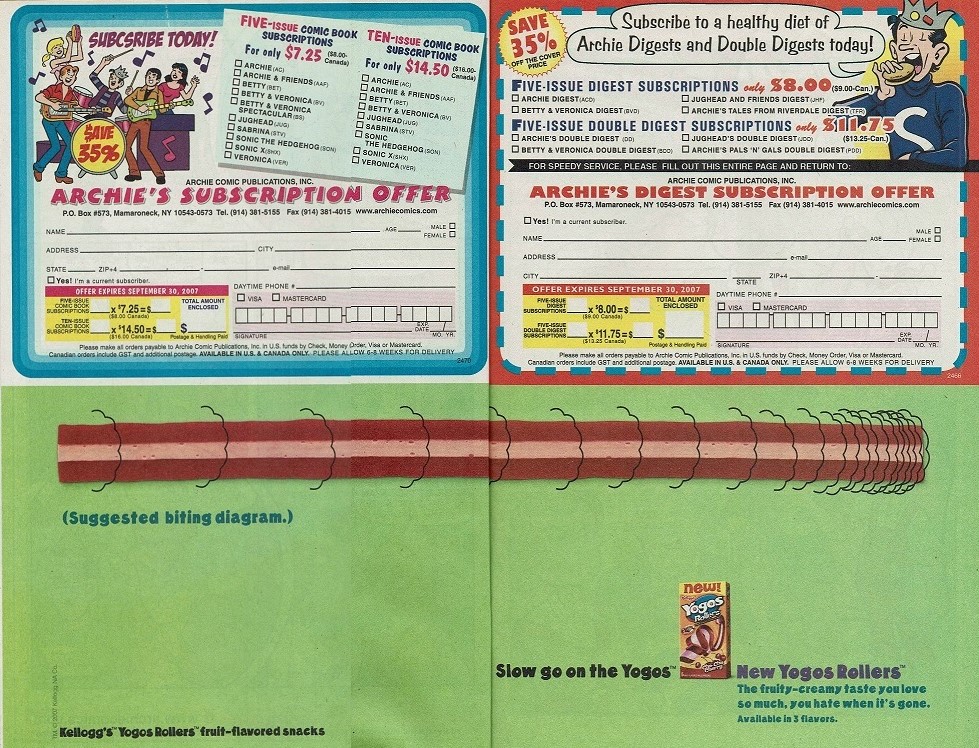 SUBCSRIBE TODAY!
SAVE
35%
FIVE-ISSUE COMIC BOOK
SUBSCRIPTIONS
For only $7.25 ($8.00-
Canada)
ARCHIE (AC)
ARCHIE & FRIENDS (AAF)
BETTY (BET)
BETTY & VERONICA (BV)
BETTY & VERONICA
SPECTACULAR (BS)
JUGHEAD (JUG)
SABRINA (STV)
SONIC THE HEDGEHOG (SON)
SONIC X (SHX)
VERONICA (VER)
TEN-ISSUE COMIC BOOK
SUBSCRIPTIONS
For only $14.50 ($16.00-
Canada)
ARCHIE (AC)
ARCHIE & FRIENDS (AAF)
BETTY (BET)
BETTY & VERONICA (BV)
JUGHEAD (JUG)
SABRINA (STV)
SONIC
THE HEDGEHOG (SON)
SONIC X (SHX)
VERONICA (VER)
ARCHIE COMIC PUBLICATIONS, INC.
ARCHIE'S SUBSCRIPTION OFFER
P.O. Box #573, Mamaroneck, NY 10543-0573 Tel. (914) 381-5155 Fax (914) 381-4015 www.archiecomics.com
NAME AGE MALE
FEMALE
ADDRESS CITY
STATE ZIP+4 - e-mail
Yes! I'm a current subscriber.
DAYTIME PHONE #
OFFER EXPIRES SEPTEMBER 30, 2007
VISA MASTERCARD
FIVE-ISSUE
COMIC BOOK
SUBSCRIPTIONS
x $7.25 = $
($8.00 Canada)
TOTAL AMOUNT
ENCLOSED
TEN-ISSUE
COMIC BOOK
SUBSCRIPTIONS
x $14.50 = $
($16.00 Canada)
$
Postage & Handling Paid
SIGNATURE
EXP.
DATE
MO. YR.
Please make all orders payable to Archie Comic Publications, Inc. in U.S. funds by Check, Money Order, Visa or Mastercard.
Canadian orders include GST and additional postage. AVAILABLE IN U.S. & CANADA ONLY. PLEASE ALLOW 6-8 WEEKS FOR DELIVERY
2470
SAVE
35%
OFF THE COVER
PRICE
Subscribe to a healthy diet of
Archie Digests and Double Digests today!
S
FIVE-ISSUE DIGEST SUBSCRIPTIONS only $8.00 ($9.00-Can.)
ARCHIE DIGEST (ACD) JUGHEAD AND FRIENDS DIGEST (JHF)
BETTY & VERONICA DIGEST (BVD) ARCHIE'S TALES FROM RIVERDALE DIGEST (TFR)
FIVE-ISSUE DOUBLE DIGEST SUBSCRIPTIONS only $11.75
($13.25-Can.)
ARCHIE'S DOUBLE DIGEST (DD) JUGHEAD'S DOUBLE DIGEST (JDD)
BETTY & VERONICA DOUBLE DIGEST (BDD) ARCHIE'S PALS 'N' GALS DOUBLE DIGEST (PDD)
FOR SPEEDY SERVICE, PLEASE FILL OUT THIS ENTIRE PAGE AND RETURN TO:
ARCHIE COMIC PUBLICATIONS, INC.
ARCHIE'S DIGEST SUBSCRIPTION OFFER
P.O. Box #573, Mamaroneck, NY 10543-0573 Tel. (914) 381-5155 Fax (914) 381-4015 www.archiecomics.com
Yes! I'm a current subscriber.
NAME AGE MALE
FEMALE
ADDRESS e-mail
CITY STATE ZIP+4 -
DAYTIME PHONE #
OFFER EXPIRES SEPTEMBER 30, 2007
VISA MASTERCARD
FIVE-ISSUE
DIGEST
SUBSCRIPTIONS
x $8.00 = $
($9.00 Canada)
TOTAL AMOUNT
ENCLOSED
FIVE-ISSUE
DOUBLE DIGEST
SUBSCRIPTIONS
x $11.75 = $
($13.25 Canada)
$
Postage & Handling Paid
SIGNATURE
EXP.
DATE
MO. YR.
Please make all orders payable to Archie Comic Publications, Inc. in U.S. funds by Check, Money Order, Visa or Mastercard.
Canadian orders include GST and additional postage. AVAILABLE IN U.S. & CANADA ONLY. PLEASE ALLOW 6-8 WEEKS FOR DELIVERY
2466
(Suggested biting diagram.)
new!
Yogos
Rollers
Slow go on the Yogos™
New Yogos Rollers™
The fruity-creamy taste you love
so much, you hate when it's gone.
Available in 3 flavors.
TM, © 2007 Kellogg NA Co.
Kellogg's® Yogos Rollers™ fruit-flavored snacks